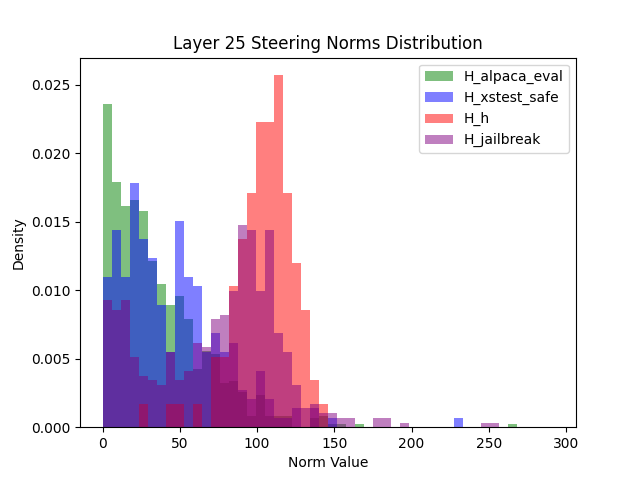 Layer 25 Steering Norms Distribution
H_alpaca_eval
H_xstest_safe
H_h
H_jailbreak
Density
0.025
0.020
0.015
0.010
0.005
0.000
0
50
100
150
200
250
300
Norm Value